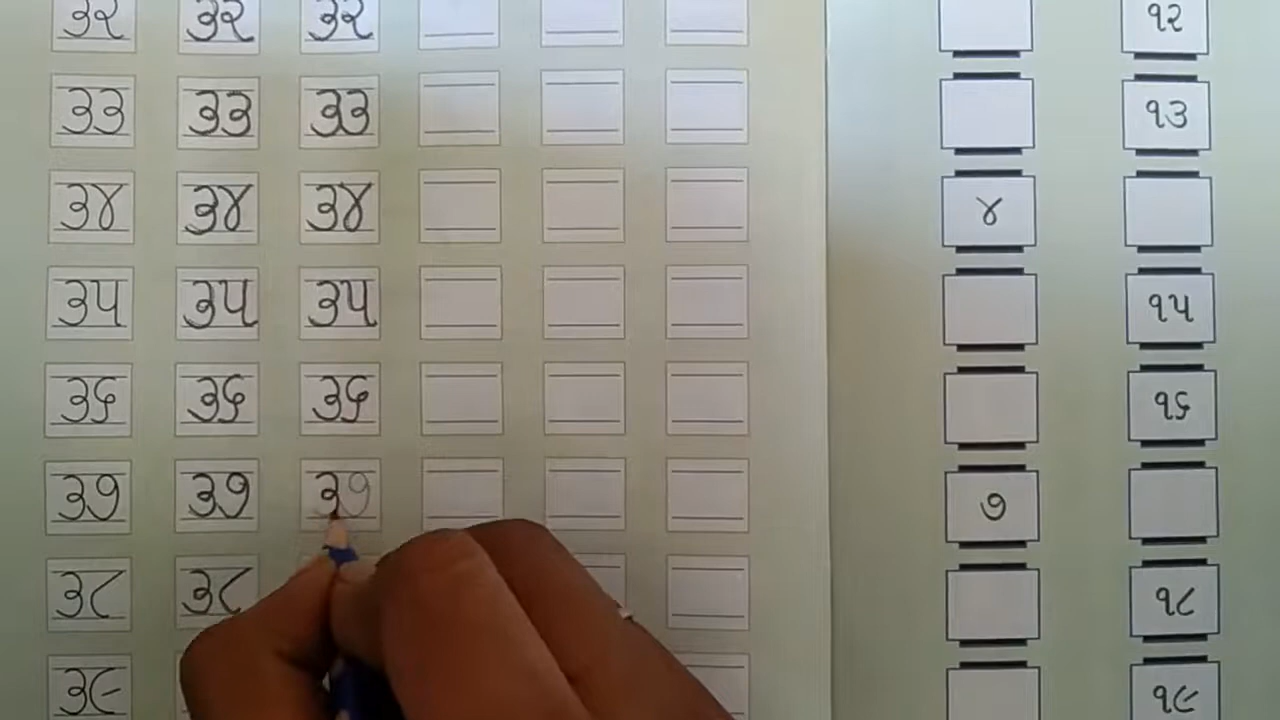 ૩૨ ૩૨ ૩૨
૩૩ ૩૩ ૩૩
૩૪ ૩૪ ૩૪
૩૫ ૩૫ ૩૫
૩૬ ૩૬ ૩૬
૩૭ ૩૭ ૩૭
૩૮ ૩૮
૩૯
૧૨
૧૩
૪
૧૫
૧૬
૭
૧૮
૧૯